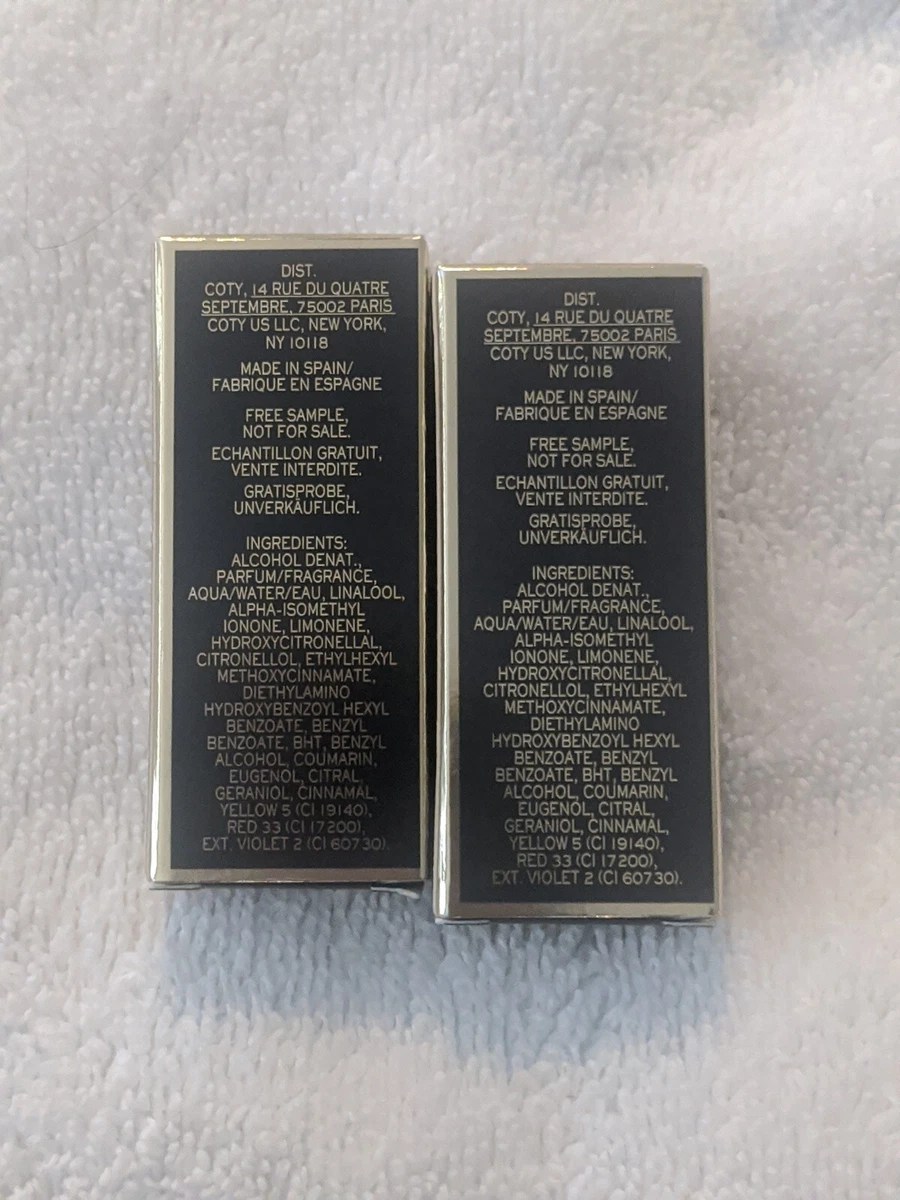 DIST.
COTY, 14 RUE DU QUATRE
SEPTEMBRE, 75002 PARIS
COTY US LLC, NEW YORK,
NY 10118
MADE IN SPAIN/
FABRIQUE EN ESPAGNE
FREE SAMPLE,
NOT FOR SALE.
ECHANTILLON GRATUIT,
VENTE INTERDITE.
GRATISPROBE,
UNVERKÄUFLICH.
INGREDIENTS:
ALCOHOL DENAT.,
PARFUM/FRAGRANCE,
AQUA/WATER/EAU, LINALOOL,
ALPHA-ISOMETHYL
IONONE, LIMONENE,
HYDROXYCITRONELLAL,
CITRONELLOL, ETHYLHEXYL
METHOXYCINNAMATE,
DIETHYLAMINO
HYDROXYBENZOYL HEXYL
BENZOATE, BENZYL
BENZOATE, BHT, BENZYL
ALCOHOL, COUMARIN,
EUGENOL, CITRAL,
GERANIOL, CINNAMAL,
YELLOW 5 (CI 19140),
RED 33 (CI 17200),
EXT. VIOLET 2 (CI 60730).
DIST.
COTY, 14 RUE DU QUATRE
SEPTEMBRE, 75002 PARIS
COTY US LLC, NEW YORK,
NY 10118
MADE IN SPAIN/
FABRIQUE EN ESPAGNE
FREE SAMPLE,
NOT FOR SALE.
ECHANTILLON GRATUIT,
VENTE INTERDITE.
GRATISPROBE,
UNVERKÄUFLICH.
INGREDIENTS:
ALCOHOL DENAT.,
PARFUM/FRAGRANCE,
AQUA/WATER/EAU, LINALOOL,
ALPHA-ISOMETHYL
IONONE, LIMONENE,
HYDROXYCITRONELLAL,
CITRONELLOL, ETHYLHEXYL
METHOXYCINNAMATE,
DIETHYLAMINO
HYDROXYBENZOYL HEXYL
BENZOATE, BENZYL
BENZOATE, BHT, BENZYL
ALCOHOL, COUMARIN,
EUGENOL, CITRAL,
GERANIOL, CINNAMAL,
YELLOW 5 (CI 19140),
RED 33 (CI 17200),
EXT. VIOLET 2 (CI 60730).